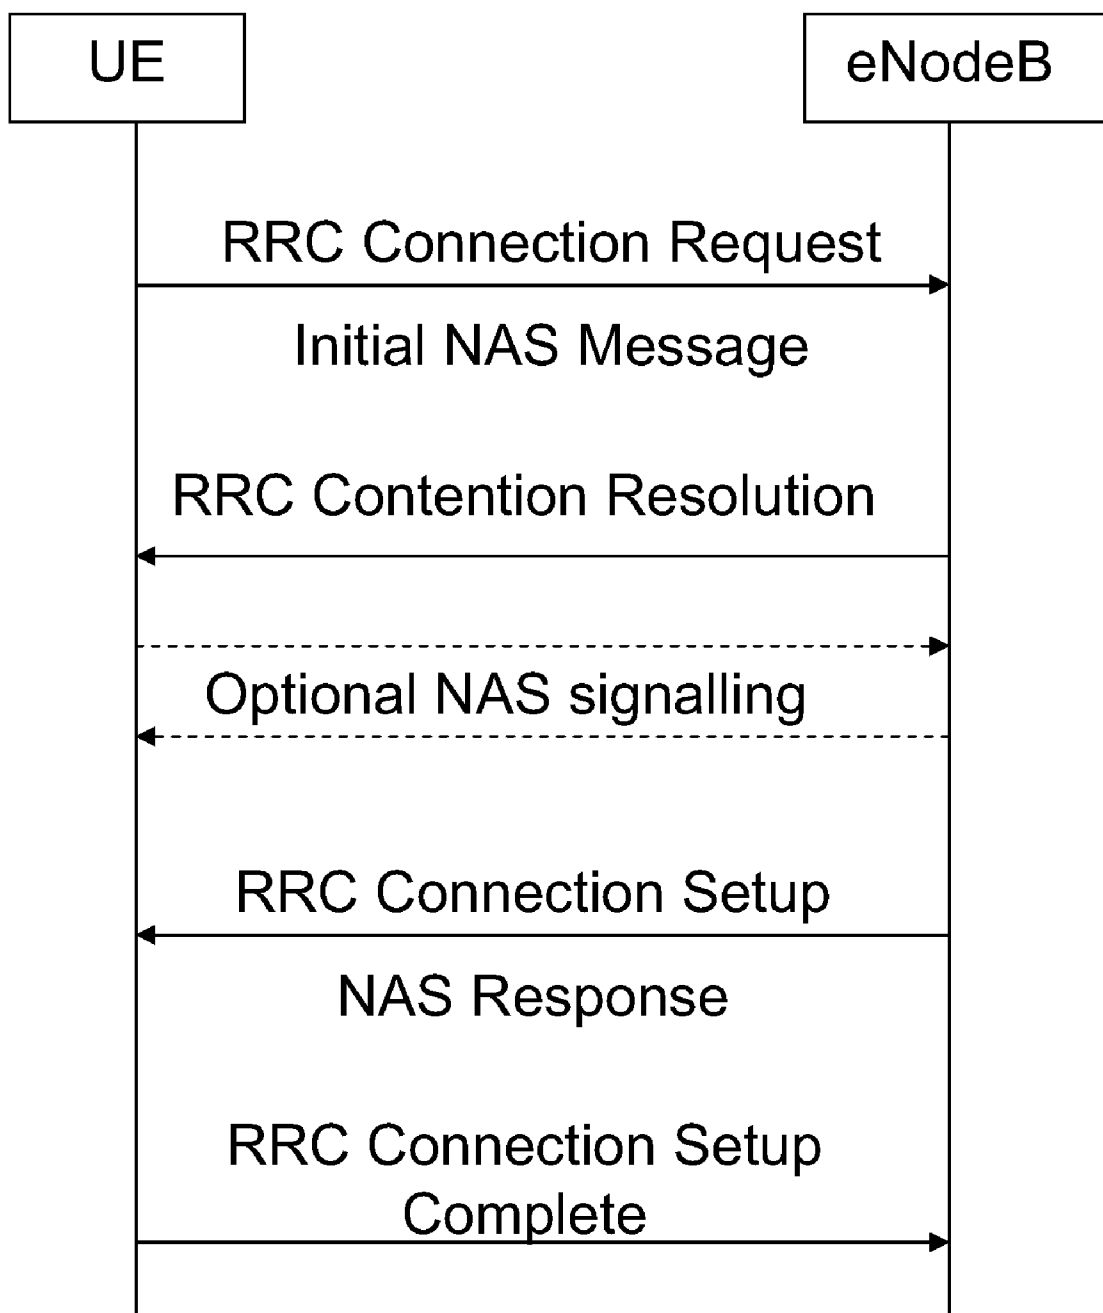 UE
eNodeB
RRC Connection Request
Initial NAS Message
RRC Contention Resolution
Optional NAS signalling
RRC Connection Setup
NAS Response
RRC Connection Setup
Complete